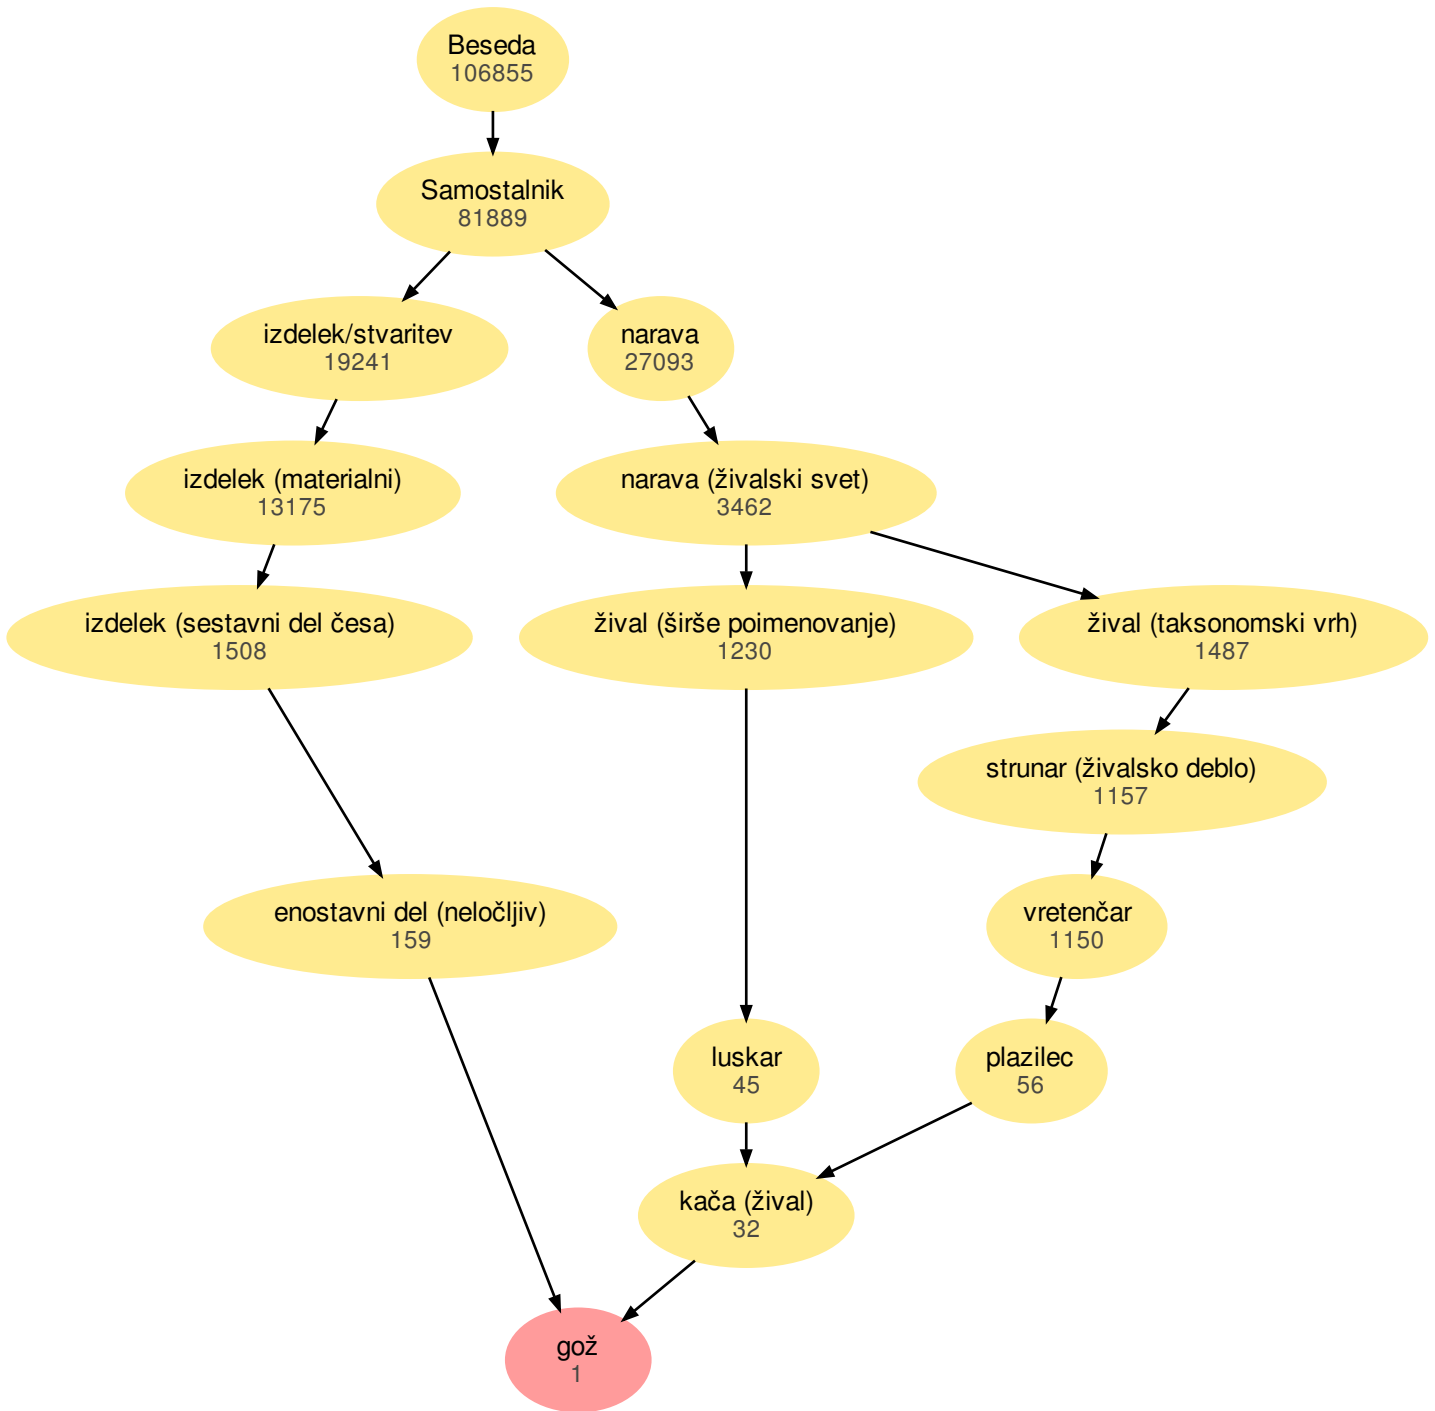 Beseda
106855
Samostalnik
81889
izdelek/stvaritev
19241
narava
27093
izdelek (materialni)
13175
narava (živalski svet)
3462
izdelek (sestavni del česa)
1508
žival (širše poimenovanje)
1230
žival (taksonomski vrh)
1487
strunar (živalsko deblo)
1157
enostavni del (neločljiv)
159
vretenčar
1150
luskar
45
plazilec
56
kača (žival)
32
gož
1